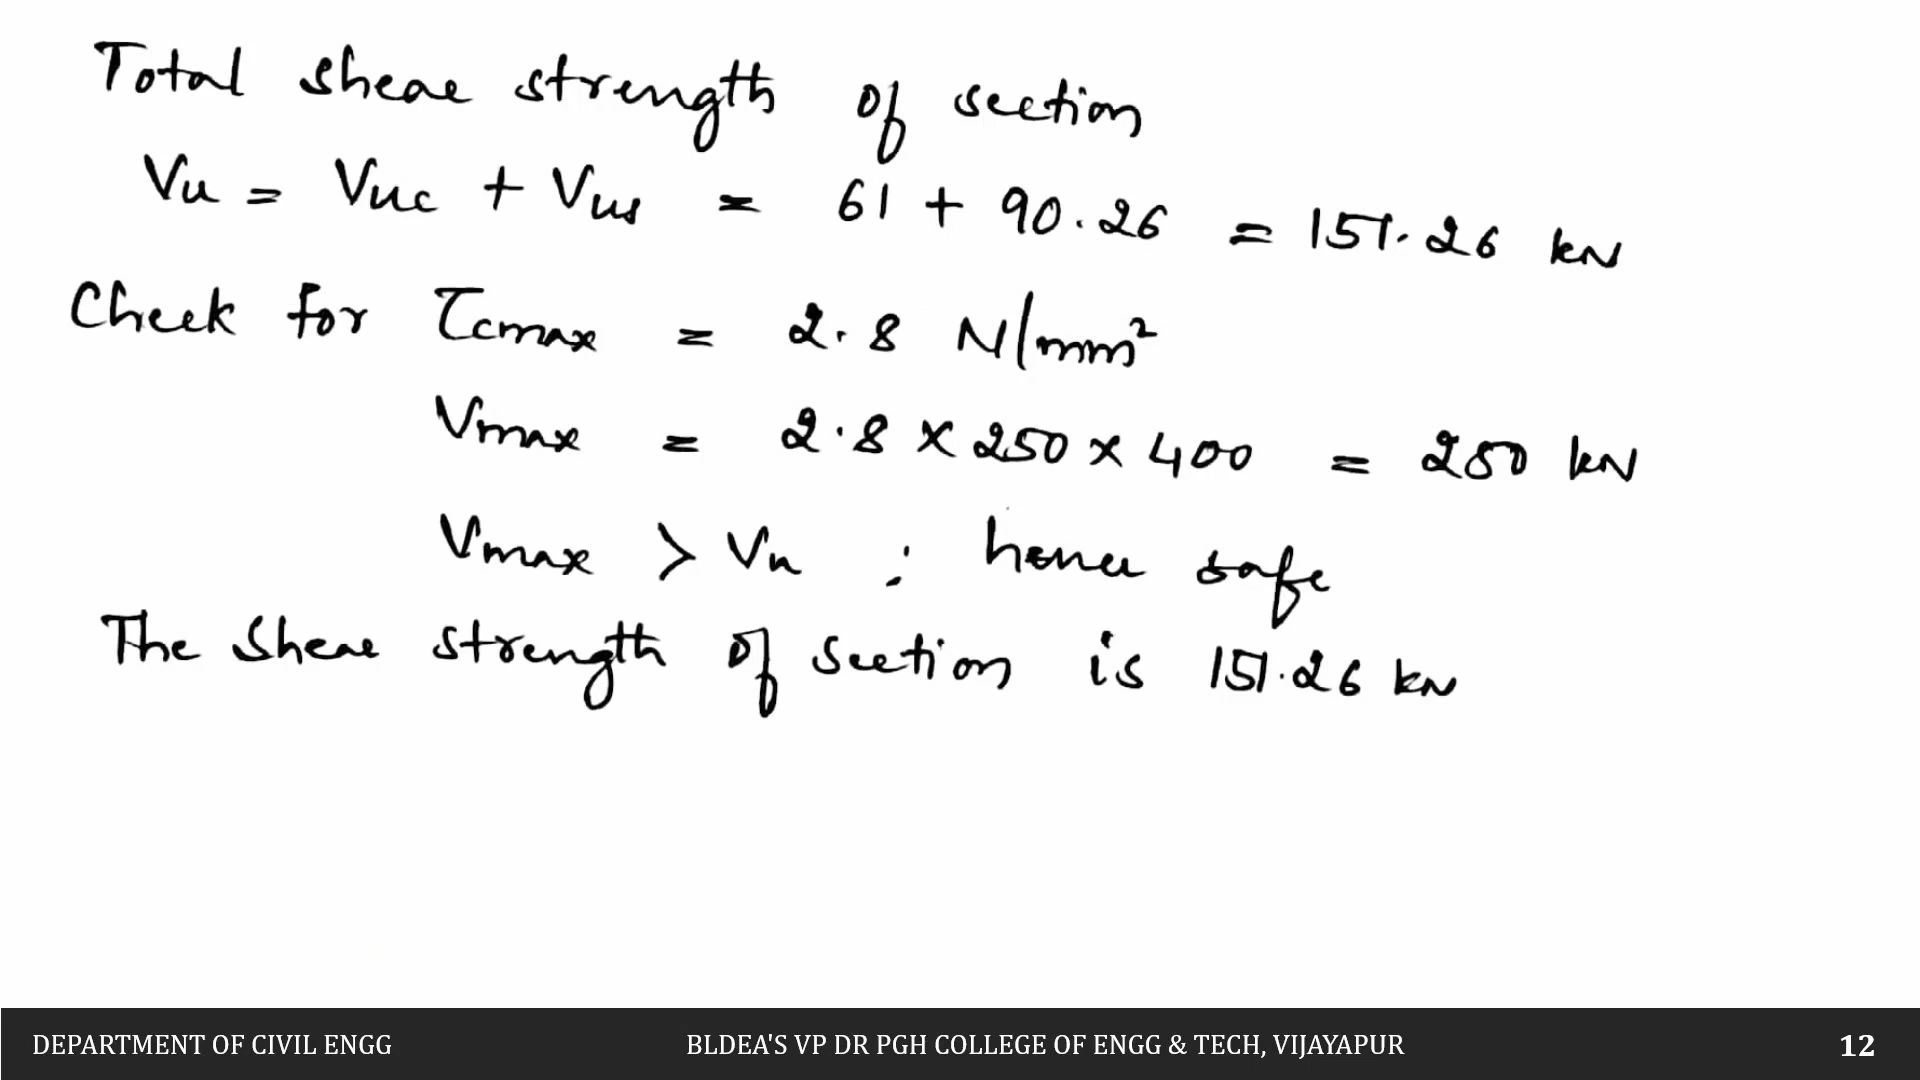 Total shear strength of section
Vu = Vuc + Vus = 61 + 90.26 = 151.26 kN
Check for τcmax = 2.8 N/mm²
Vmax = 2.8 × 250 × 400 = 280 kN
Vmax > Vu ; hence safe
The shear strength of section is 151.26 kN
DEPARTMENT OF CIVIL ENGG BLDEA'S VP DR PGH COLLEGE OF ENGG & TECH, VIJAYAPUR 12